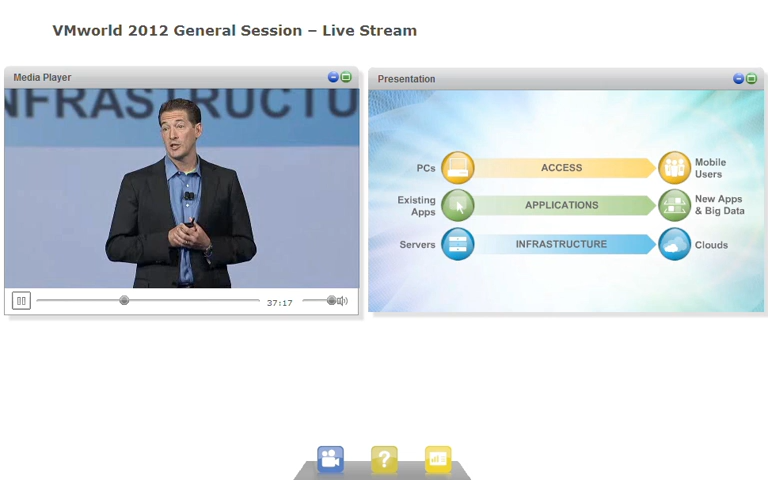 VMworld 2012 General Session – Live Stream
Media Player
Presentation
NFRASTRUCTU
PCs
ACCESS
Mobile
Users
Existing
Apps
APPLICATIONS
New Apps
& Big Data
Servers
INFRASTRUCTURE
Clouds
37:17
?